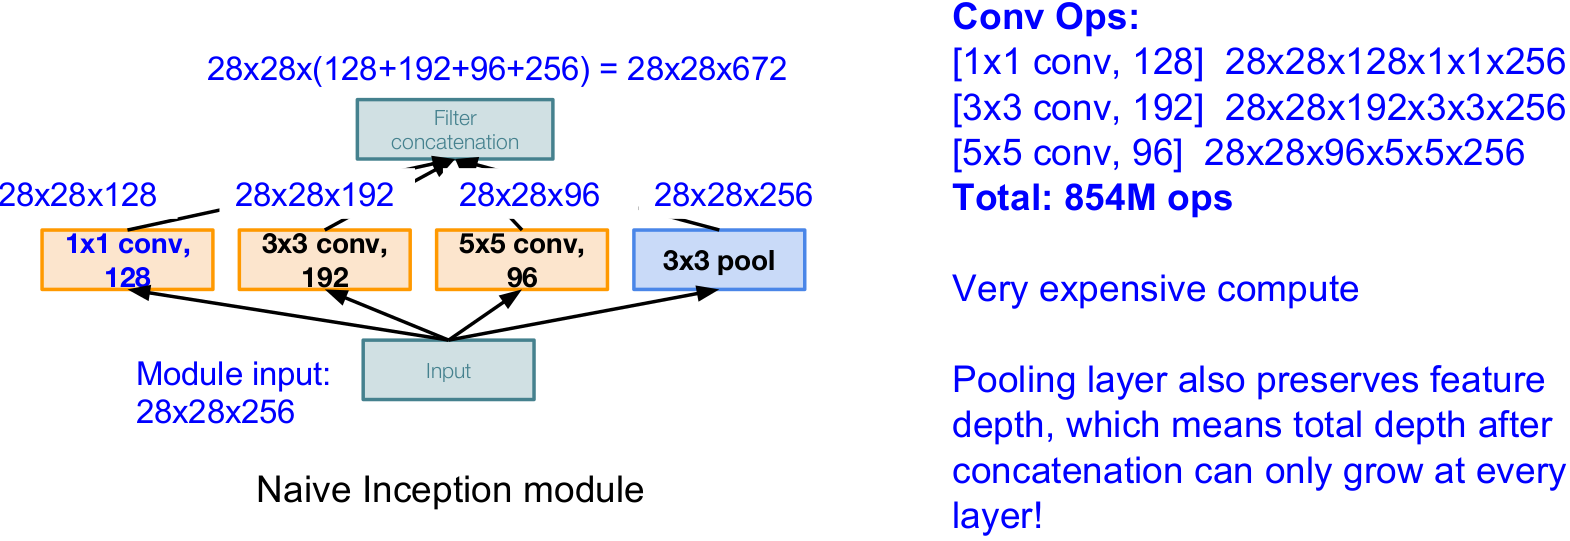 28x28x(128+192+96+256) = 28x28x672
Filter
concatenation
28x28x128
28x28x192
28x28x96
28x28x256
1x1 conv,
128
3x3 conv,
192
5x5 conv,
96
3x3 pool
Module input:
28x28x256
Input
Naive Inception module
Conv Ops:
[1x1 conv, 128] 28x28x128x1x1x256
[3x3 conv, 192] 28x28x192x3x3x256
[5x5 conv, 96] 28x28x96x5x5x256
Total: 854M ops
Very expensive compute
Pooling layer also preserves feature
depth, which means total depth after
concatenation can only grow at every
layer!